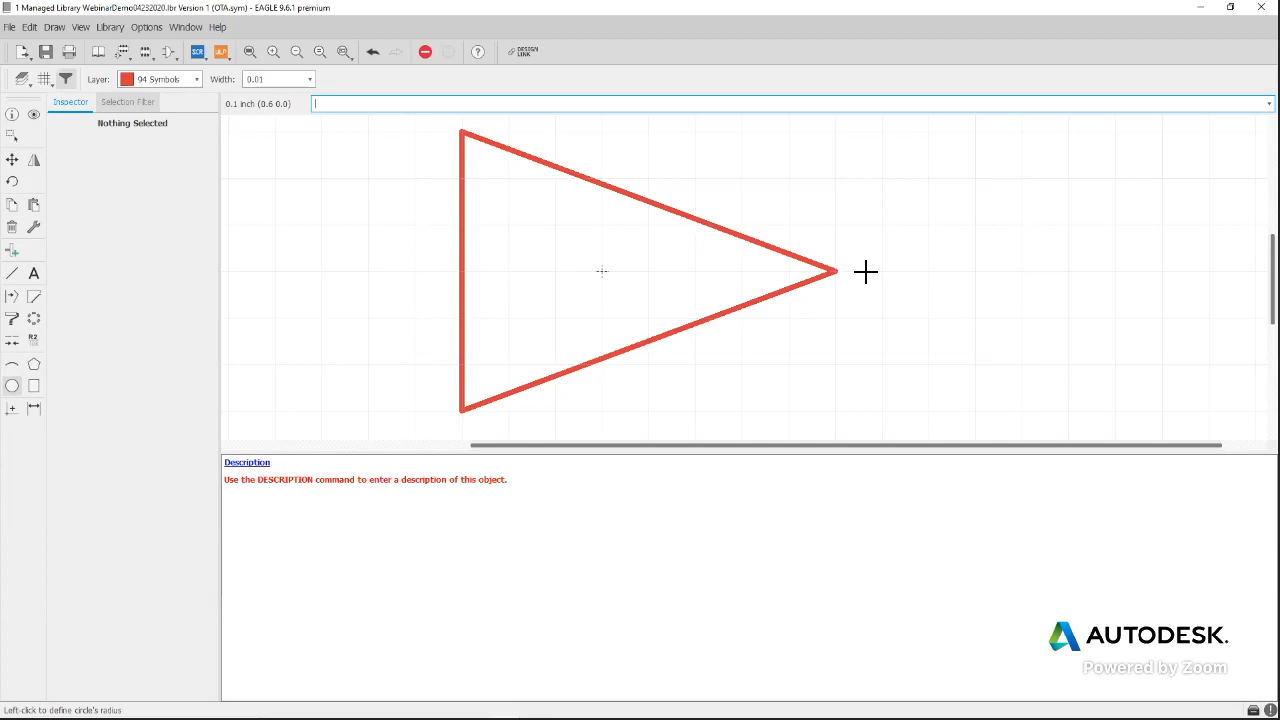 1 Managed Library WebinarDemo04232020.lbr Version 1 (OTA.sym) - EAGLE 9.6.1 premium
File Edit Draw View Library Options Window Help
SCR ULP DESIGN LINK
Layer: 94 Symbols Width: 0.01
Inspector Selection Filter
0.1 inch (0.6 0.0)
Nothing Selected
A
R2
Description
Use the DESCRIPTION command to enter a description of this object.
AUTODESK.
Powered by Zoom
Left-click to define circle's radius